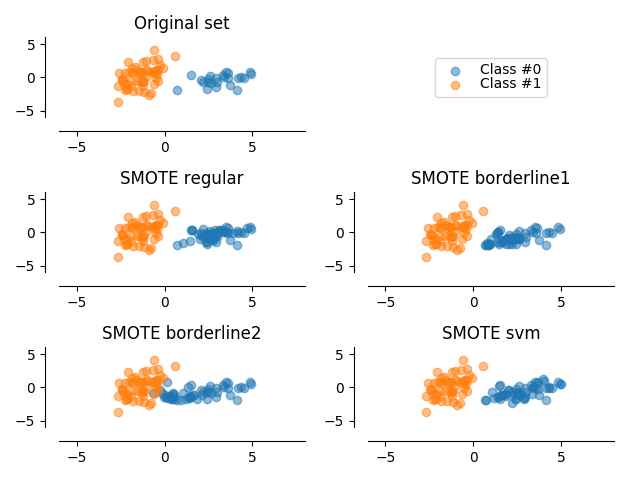 Original set
5
0
−5
−5 0 5
Class #0
Class #1
SMOTE regular
5
0
−5
−5 0 5
SMOTE borderline1
5
0
−5
−5 0 5
SMOTE borderline2
5
0
−5
−5 0 5
SMOTE svm
5
0
−5
−5 0 5